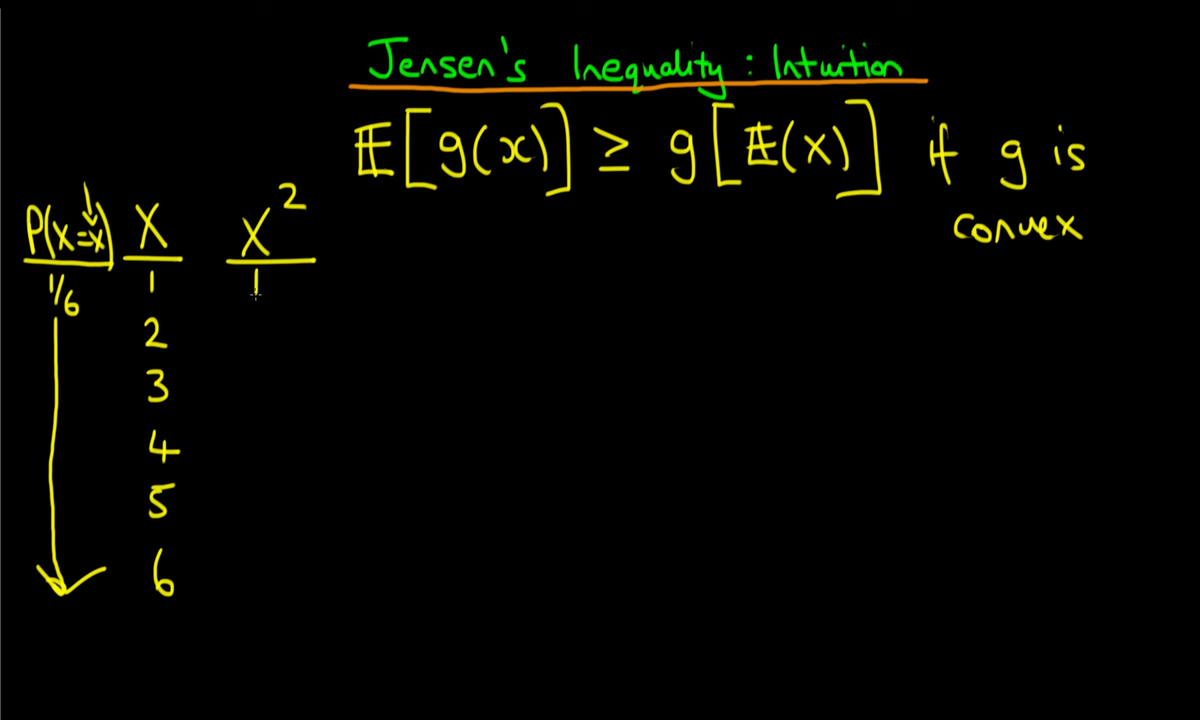 Jensen's Inequality : Intuition
E[g(x)] ≥ g[E(X)] if g is
convex
P(X=x) X X²
1/6 1 1
2
3
4
5
6